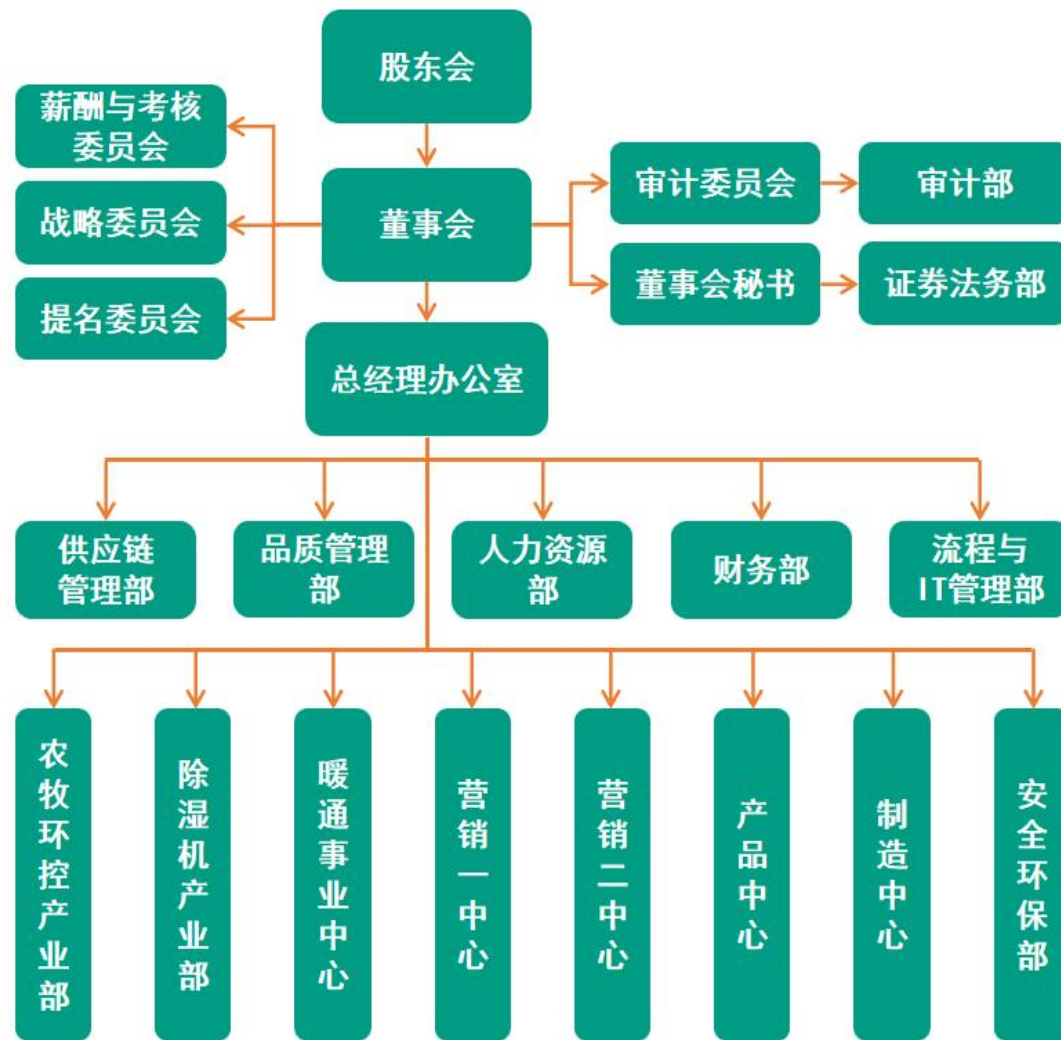 股东会
薪酬与考核
委员会
战略委员会
提名委员会
董事会
审计委员会
审计部
董事会秘书
证券法务部
总经理办公室
供应链
管理部
品质管理
部
人力资源
部
财务部
流程与
IT管理部
农牧环控产业部
除湿机产业部
暖通事业中心
营销一中心
营销二中心
产品中心
制造中心
安全环保部